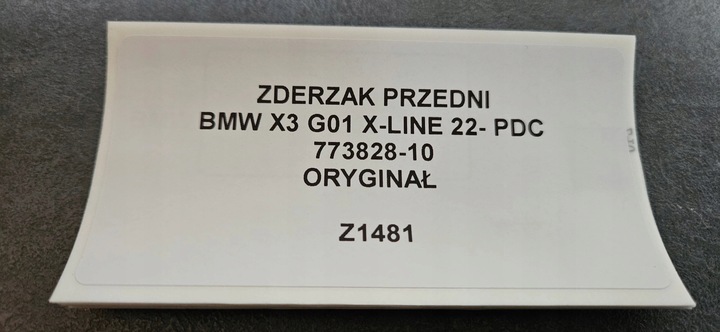 ZDERZAK PRZEDNI
BMW X3 G01 X-LINE 22- PDC
773828-10
ORYGINAŁ
Z1481